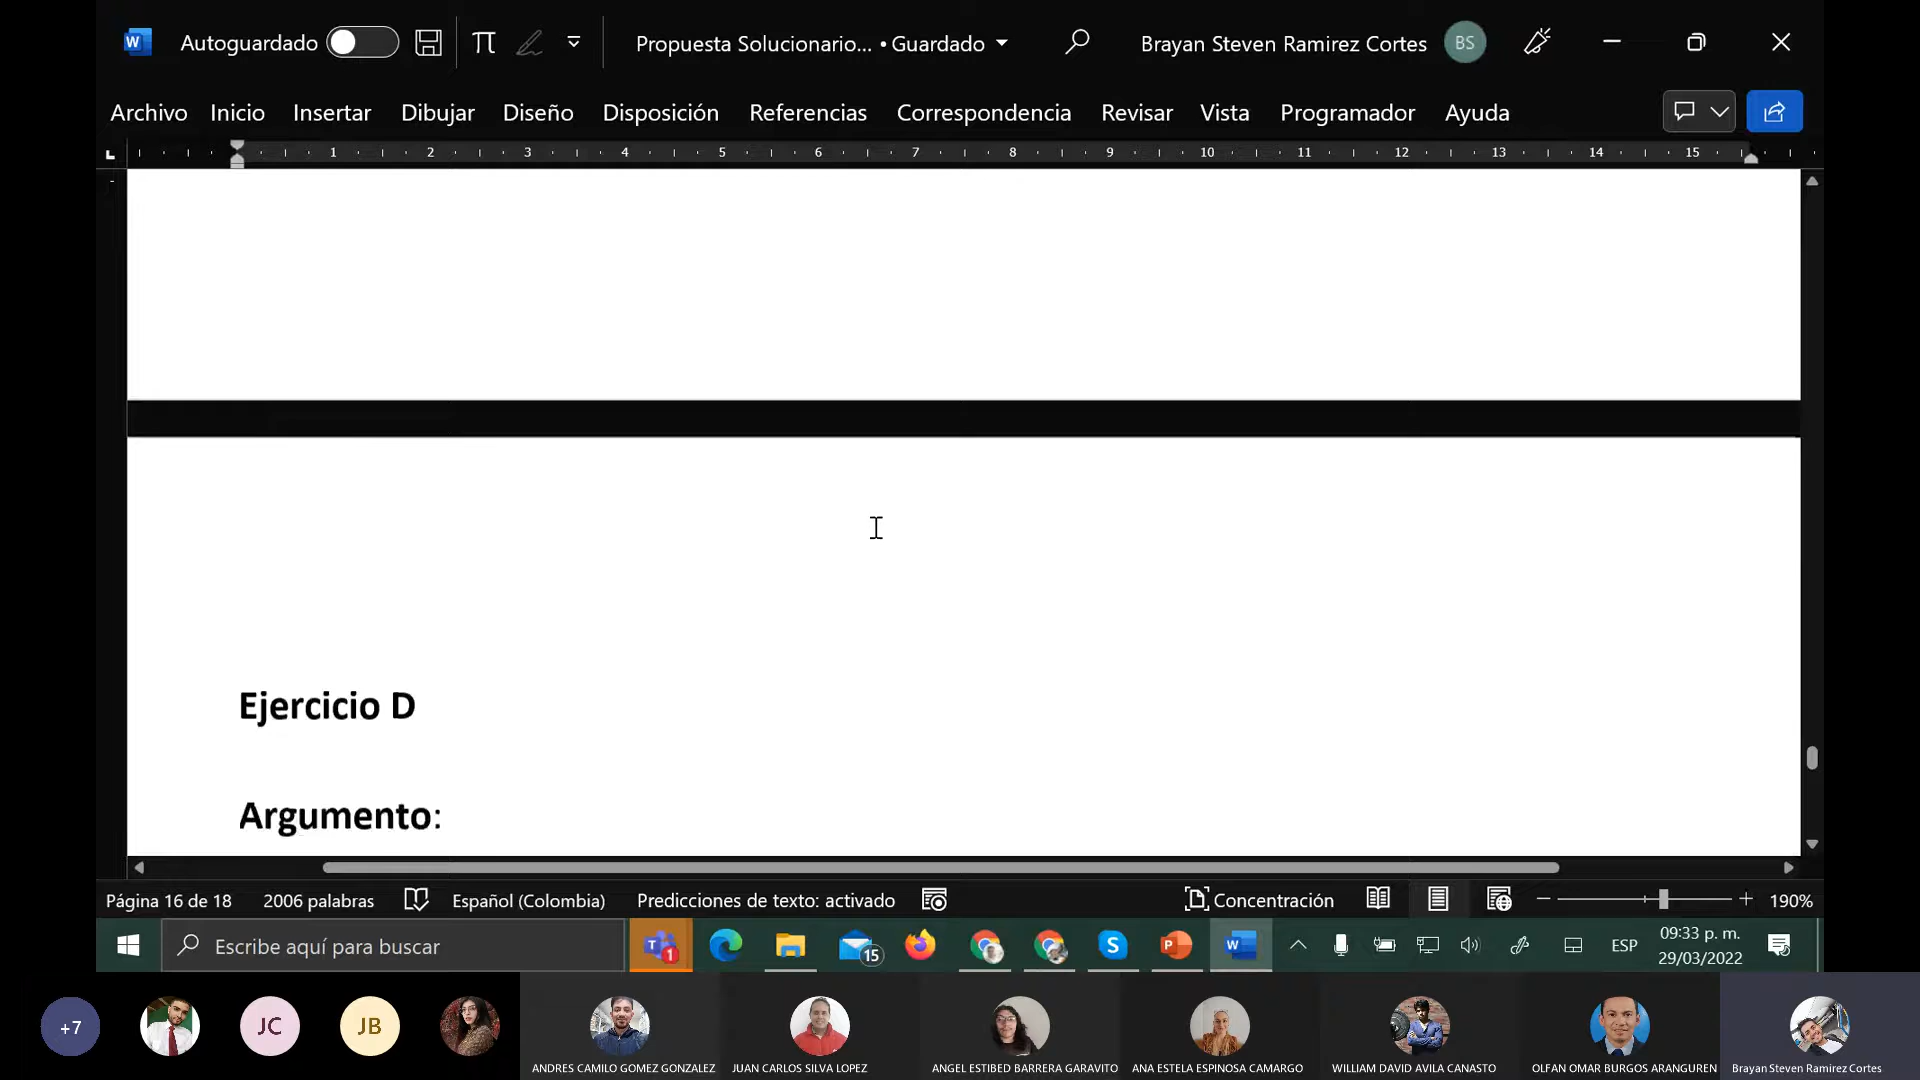 Autoguardado
Propuesta Solucionario... • Guardado
Brayan Steven Ramirez Cortes
BS
Archivo Inicio Insertar Dibujar Diseño Disposición Referencias Correspondencia Revisar Vista Programador Ayuda
1 2 3 4 5 6 7 8 9 10 11 12 13 14 15
Ejercicio D
Argumento:
Página 16 de 18 2006 palabras Español (Colombia) Predicciones de texto: activado Concentración 190%
Escribe aquí para buscar
1
15
ESP
09:33 p. m.
29/03/2022
+7
JC
JB
ANDRES CAMILO GOMEZ GONZALEZ
JUAN CARLOS SILVA LOPEZ
ANGEL ESTIBED BARRERA GARAVITO
ANA ESTELA ESPINOSA CAMARGO
WILLIAM DAVID AVILA CANASTO
OLFAN OMAR BURGOS ARANGUREN
Brayan Steven Ramirez Cortes